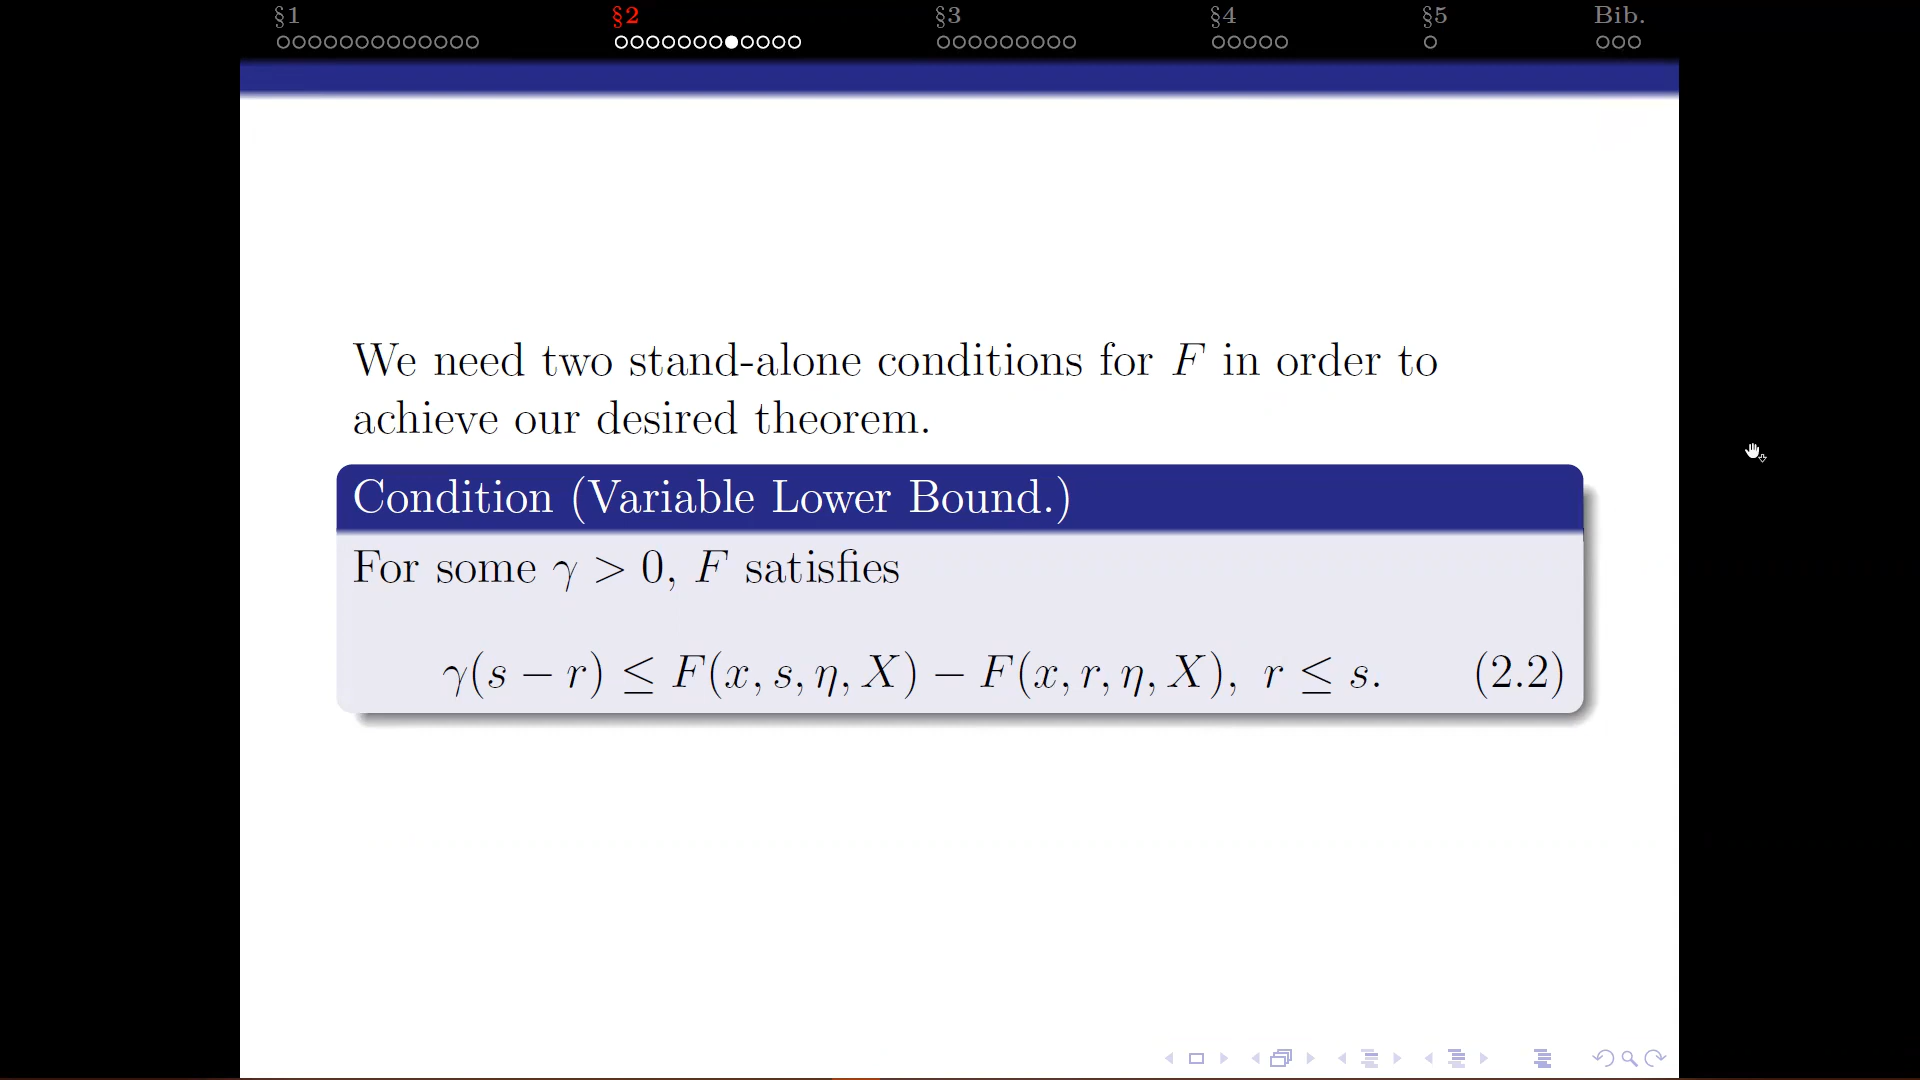 §1 §2 §3 §4 §5 Bib.
We need two stand-alone conditions for F in order to
achieve our desired theorem.
Condition (Variable Lower Bound.)
For some γ > 0, F satisfies
γ(s − r) ≤ F(x, s, η, X) − F(x, r, η, X), r ≤ s. (2.2)